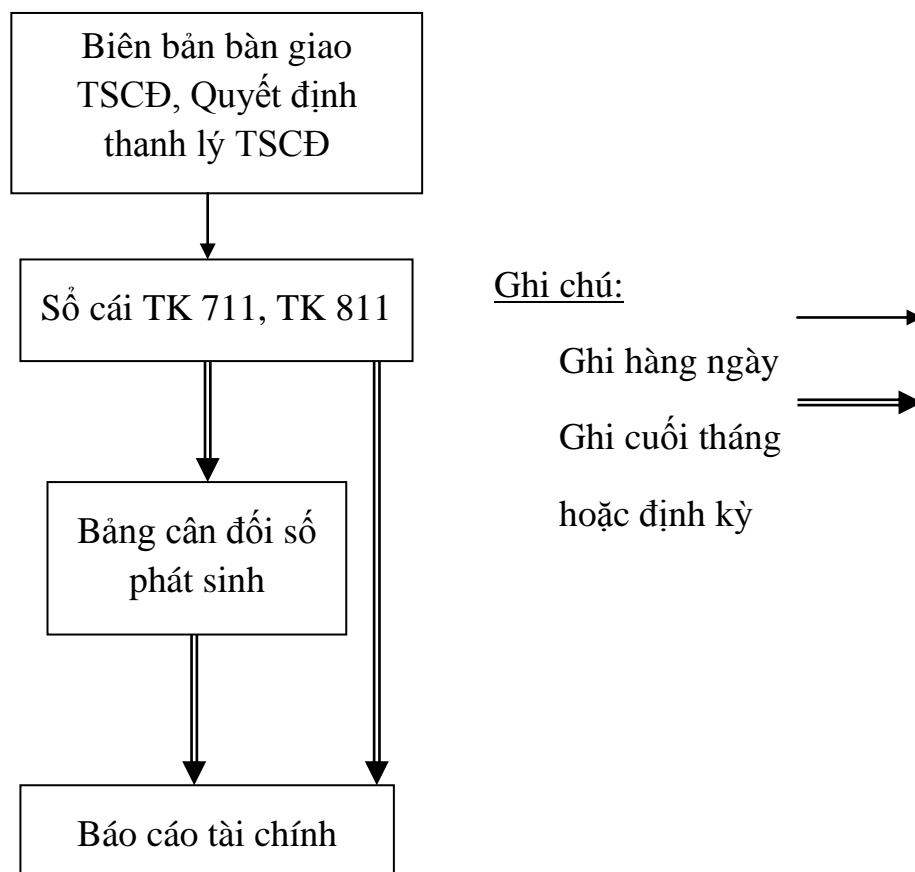 Biên bản bàn giao
TSCĐ, Quyết định
thanh lý TSCĐ
Sổ cái TK 711, TK 811
Ghi chú:
Ghi hàng ngày
Ghi cuối tháng
hoặc định kỳ
Bảng cân đối số
phát sinh
Báo cáo tài chính